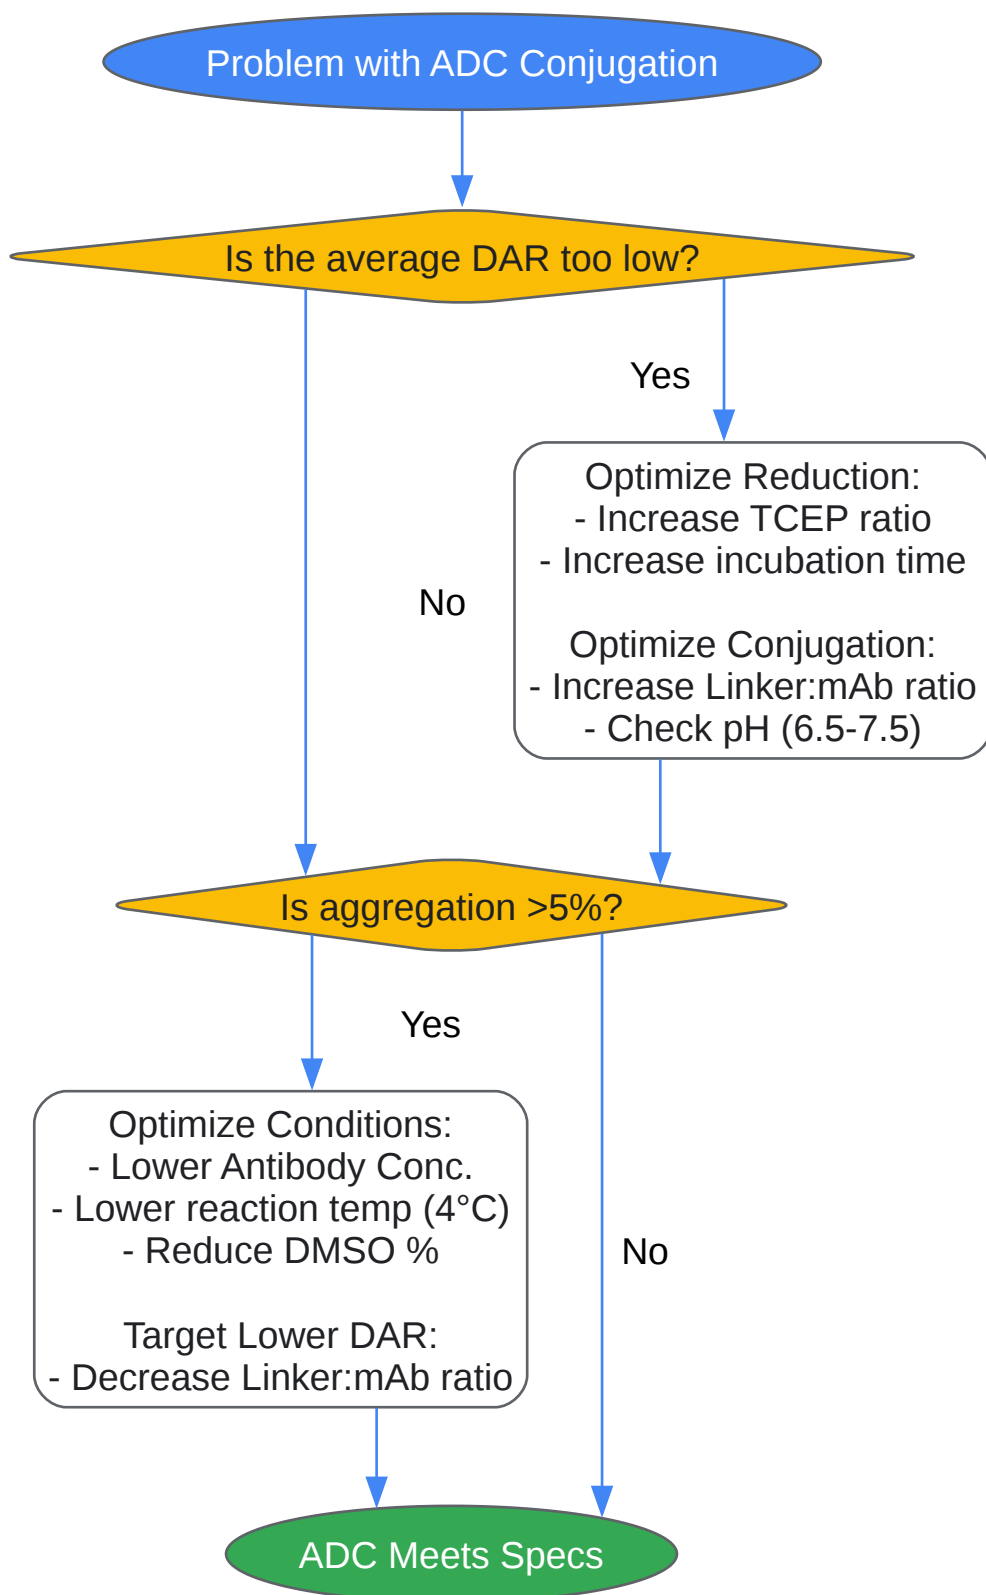 Problem with ADC Conjugation
Is the average DAR too low?
Yes
Optimize Reduction:
- Increase TCEP ratio
- Increase incubation time
Optimize Conjugation:
- Increase Linker:mAb ratio
- Check pH (6.5-7.5)
No
Is aggregation >5%?
Yes
Optimize Conditions:
- Lower Antibody Conc.
- Lower reaction temp (4°C)
- Reduce DMSO %
Target Lower DAR:
- Decrease Linker:mAb ratio
No
ADC Meets Specs